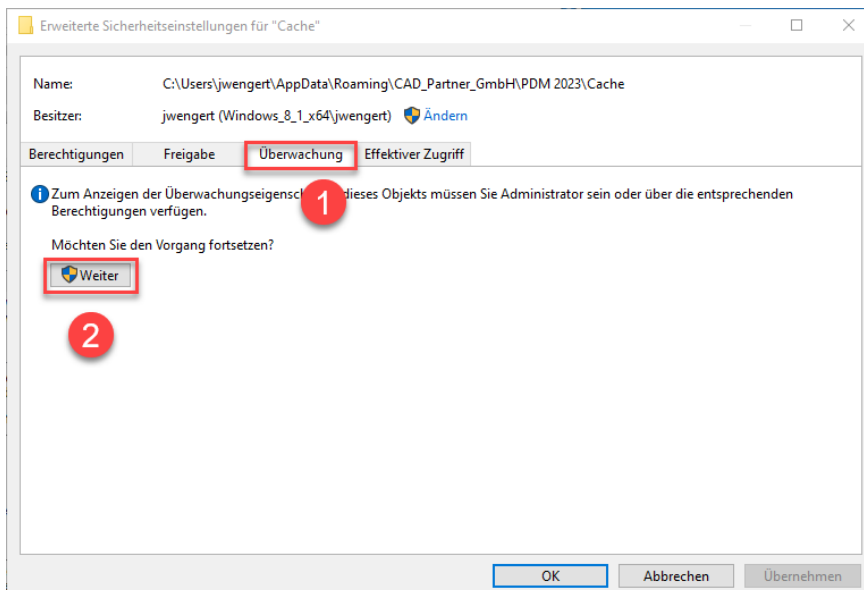 Erweiterte Sicherheitseinstellungen für "Cache"
Name: C:\Users\jwengert\AppData\Roaming\CAD_Partner_GmbH\PDM 2023\Cache
Besitzer: jwengert (Windows_8_1_x64\jwengert) Ändern
Berechtigungen Freigabe Überwachung Effektiver Zugriff
1
Zum Anzeigen der Überwachungseigensch dieses Objekts müssen Sie Administrator sein oder über die entsprechenden
Berechtigungen verfügen.
Möchten Sie den Vorgang fortsetzen?
Weiter
2
OK Abbrechen Übernehmen